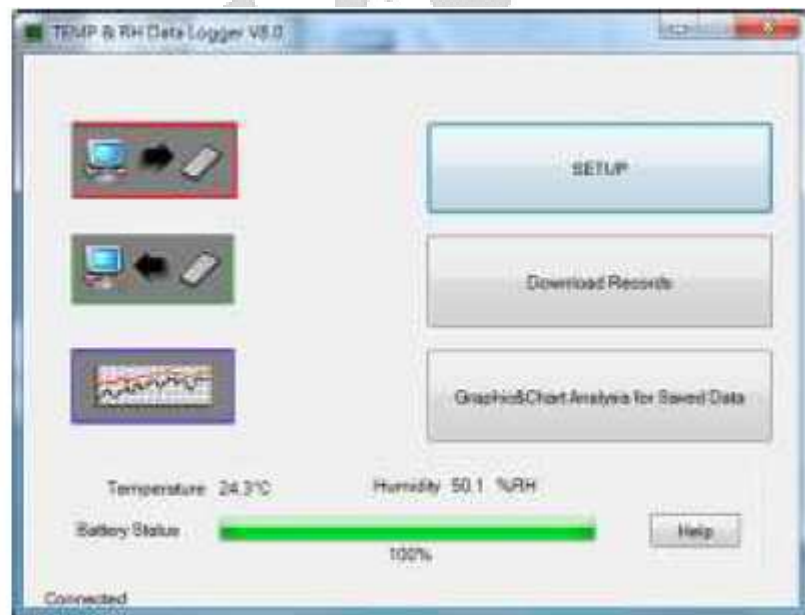 TEMP & RH Data Logger V8.0
SETUP
Download Records
Graphic&Chart Analysis for Saved Data
Temperature 24.3°C Humidity 50.1 %RH
Battery Status
Help
100%
Connected